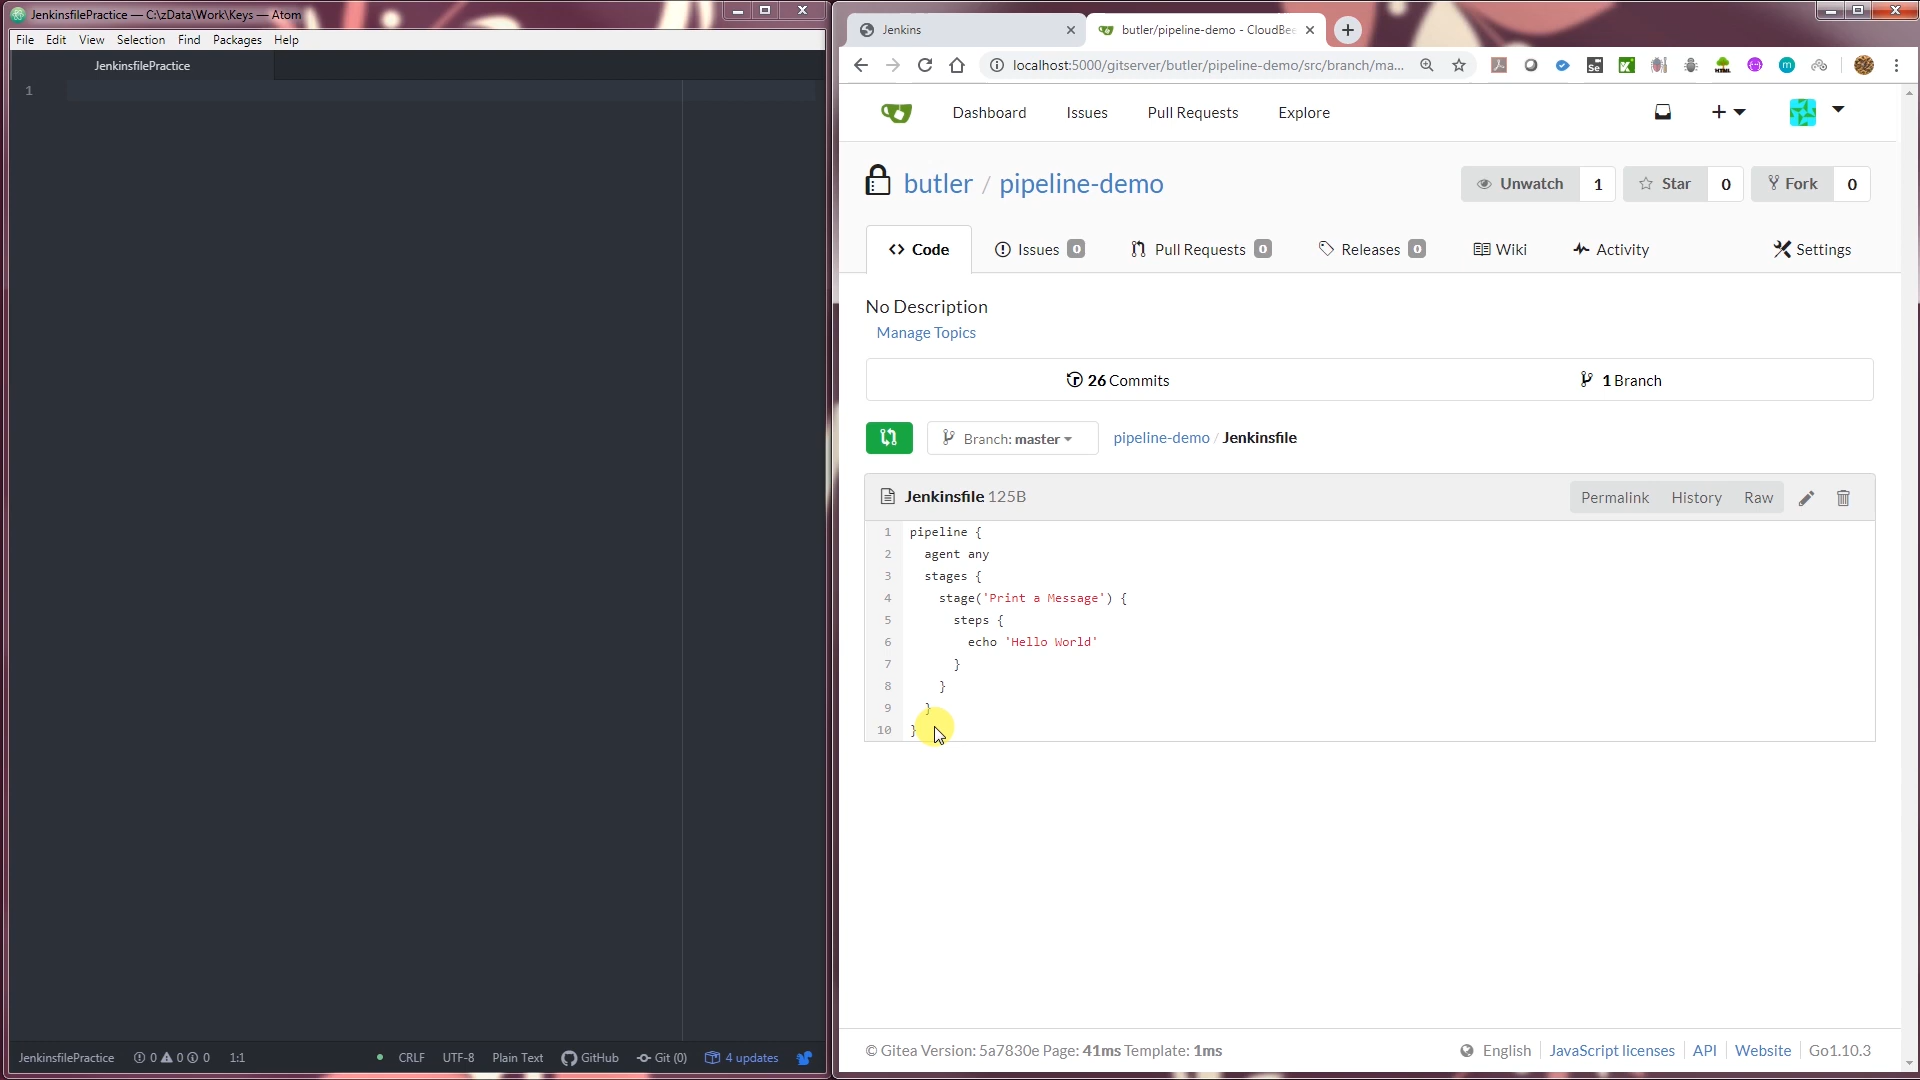 JenkinsfilePractice — C:\zData\Work\Keys — Atom
File Edit View Selection Find Packages Help
JenkinsfilePractice
1
JenkinsfilePractice 0 0 0 1:1 CRLF UTF-8 Plain Text GitHub Git (0) 4 updates
Jenkins
butler/pipeline-demo - CloudBee
localhost:5000/gitserver/butler/pipeline-demo/src/branch/ma...
Dashboard Issues Pull Requests Explore
butler / pipeline-demo
Unwatch 1 Star 0 Fork 0
Code Issues 0 Pull Requests 0 Releases 0 Wiki Activity Settings
No Description
Manage Topics
26 Commits 1 Branch
Branch: master pipeline-demo / Jenkinsfile
Jenkinsfile 125B Permalink History Raw
1 pipeline {
2 agent any
3 stages {
4 stage('Print a Message') {
5 steps {
6 echo 'Hello World'
7 }
8 }
9 }
10 }
© Gitea Version: 5a7830e Page: 41ms Template: 1ms English JavaScript licenses API Website Go1.10.3